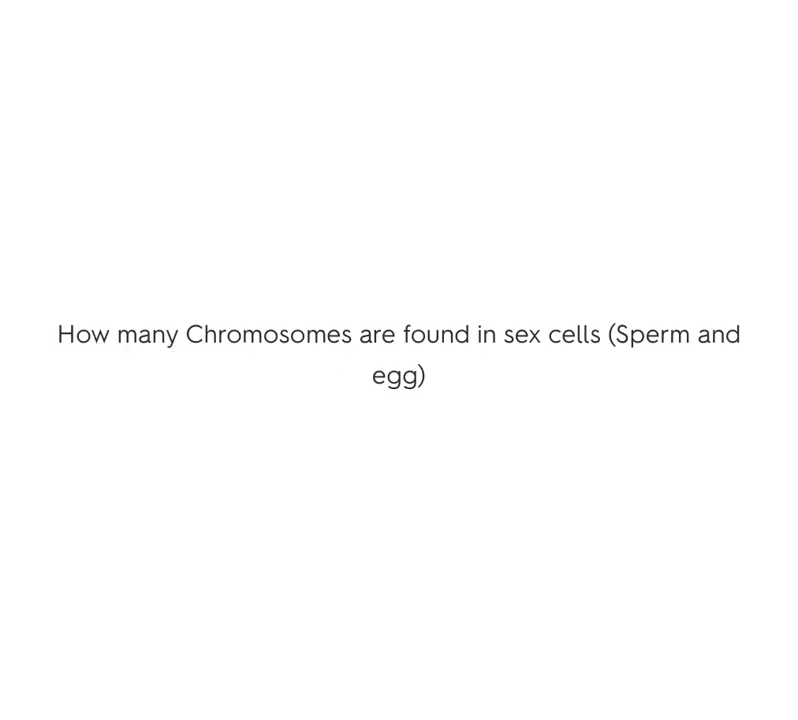 How many Chromosomes are found in sex cells (Sperm and
egg)